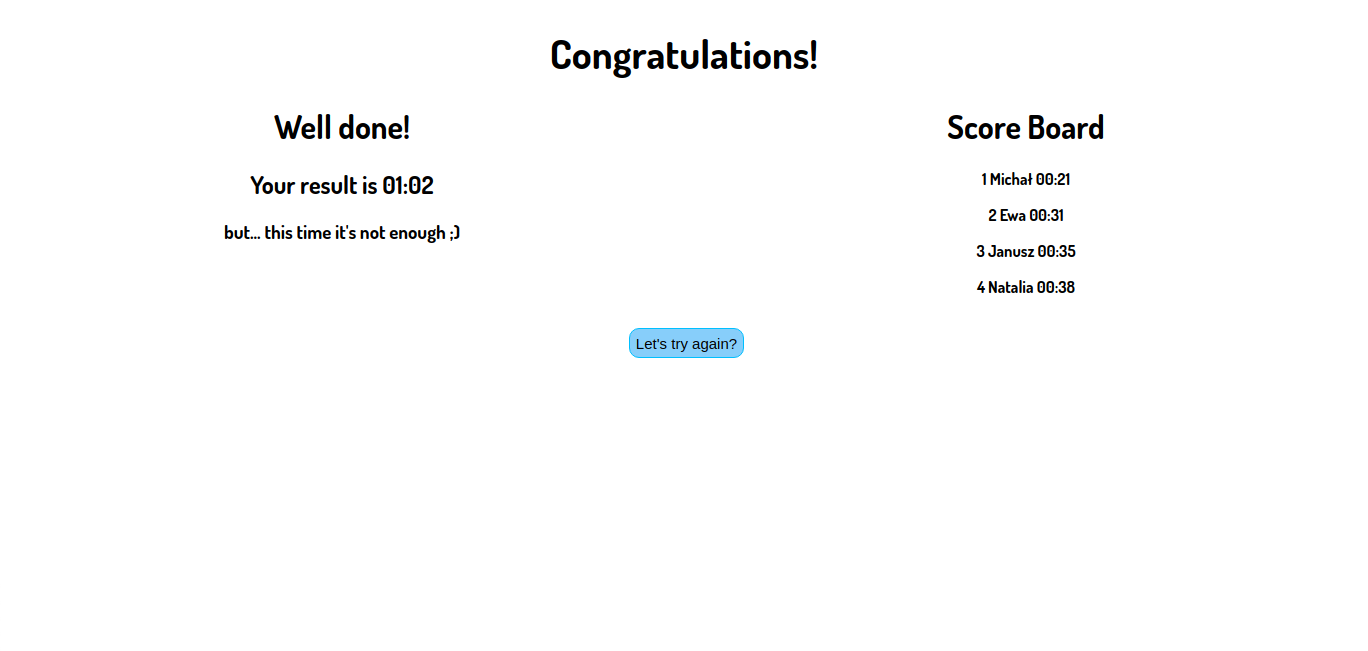 Congratulations!
Well done!
Your result is 01:02
but... this time it's not enough ;)
Score Board
1 Michał 00:21
2 Ewa 00:31
3 Janusz 00:35
4 Natalia 00:38
Let's try again?